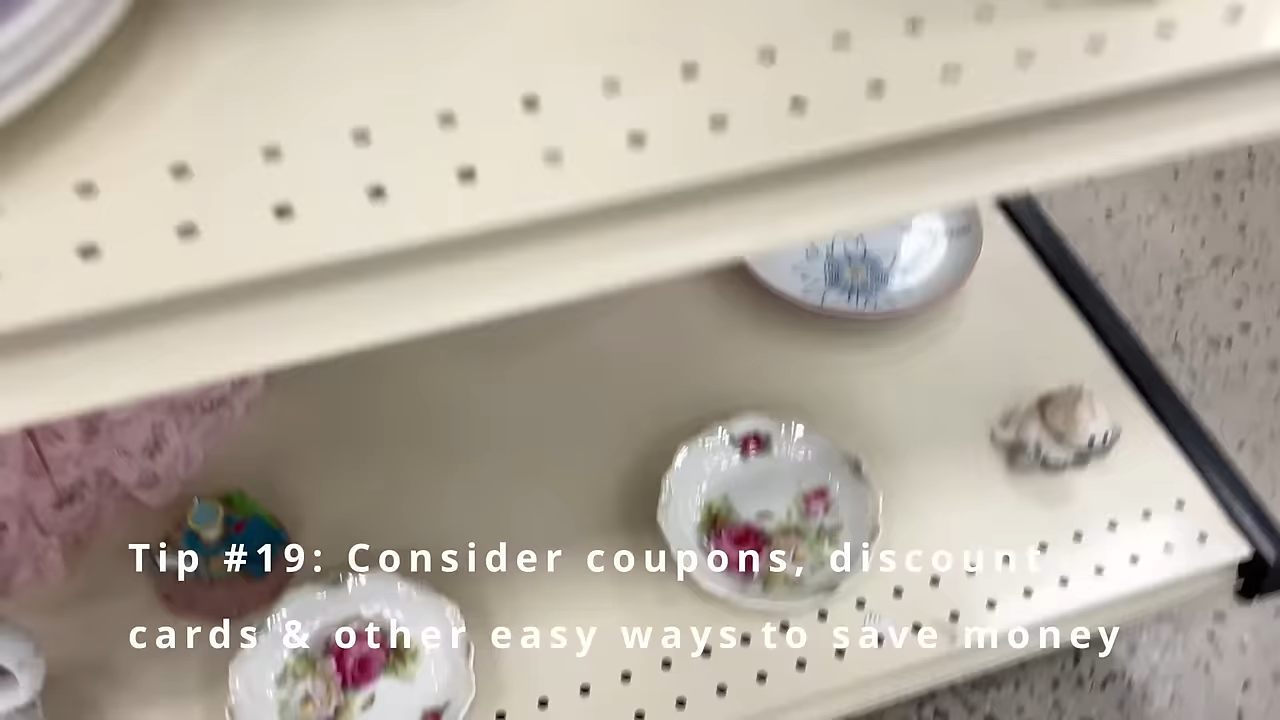 Tip #19: Consider coupons, discount
cards & other easy ways to save money